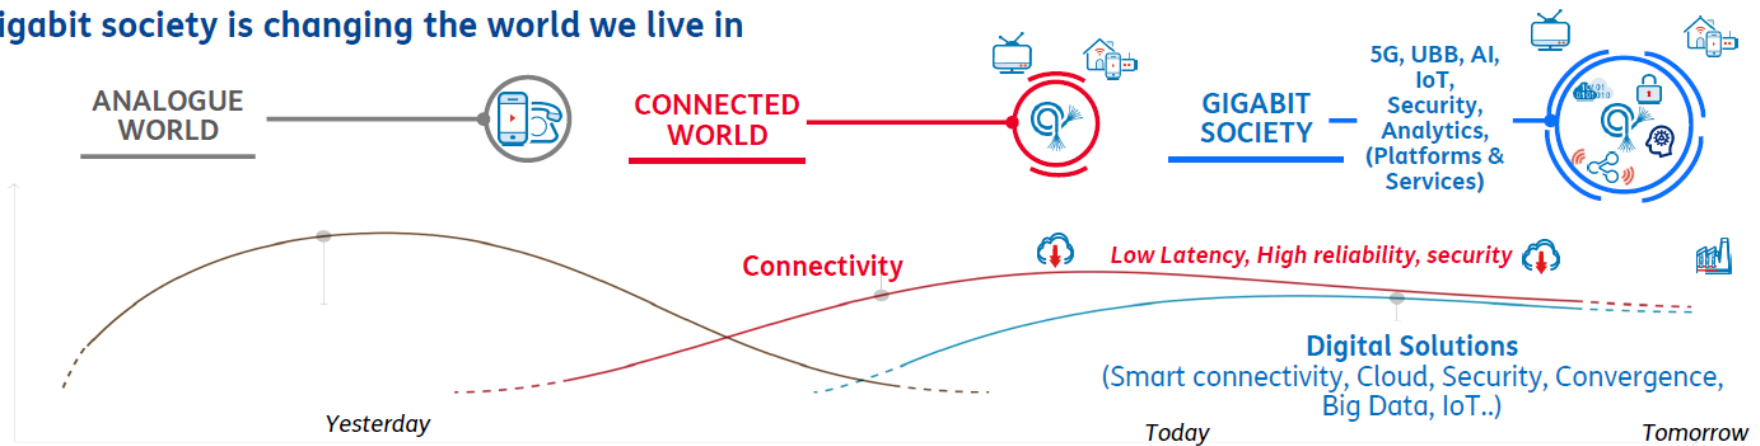 igabit society is changing the world we live in
ANALOGUE
WORLD
CONNECTED
WORLD
GIGABIT
SOCIETY
5G, UBB, AI,
IoT,
Security,
Analytics,
(Platforms &
Services)
Connectivity
Low Latency, High reliability, security
Digital Solutions
(Smart connectivity, Cloud, Security, Convergence,
Big Data, IoT..)
Yesterday
Today
Tomorrow